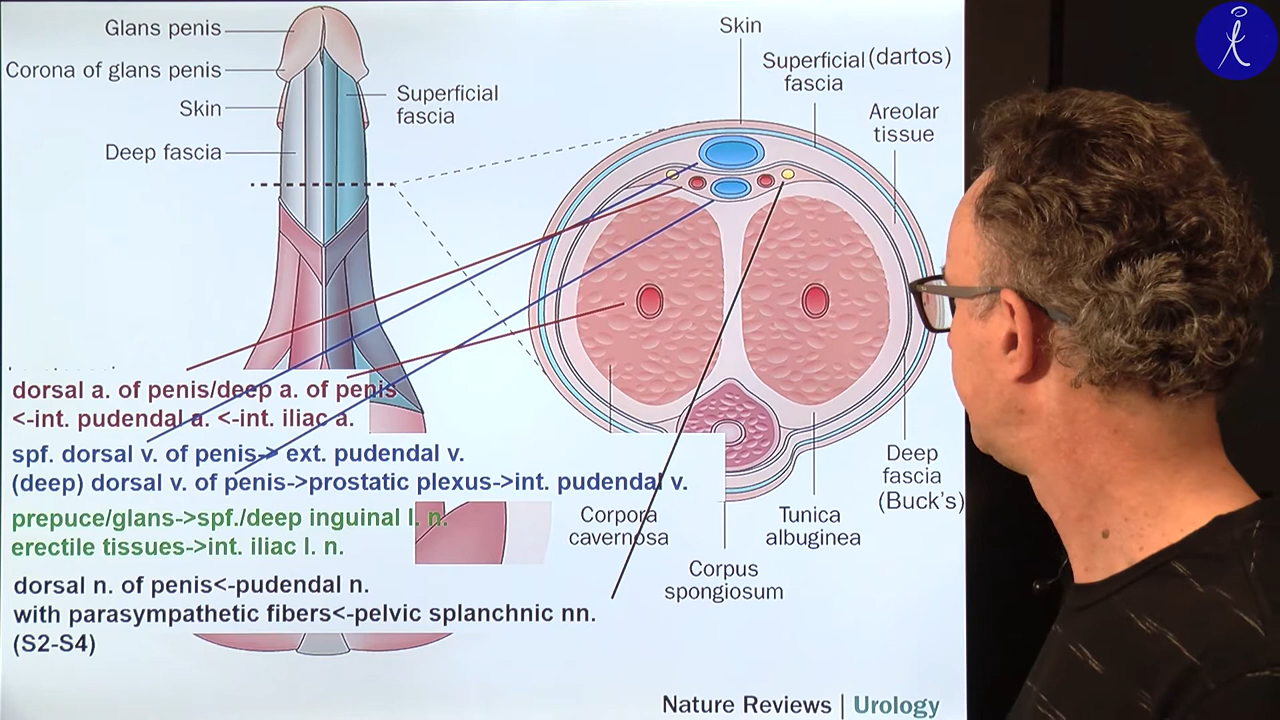 Glans penis
Corona of glans penis
Skin
Deep fascia
Superficial
fascia
Skin
Superficial (dartos)
fascia
Areolar
tissue
dorsal a. of penis/deep a. of penis
<-int. pudendal a. <-int. iliac a.
spf. dorsal v. of penis-> ext. pudendal v.
(deep) dorsal v. of penis->prostatic plexus->int. pudendal v.
prepuce/glans->spf./deep inguinal l. n.
erectile tissues->int. iliac l. n.
dorsal n. of penis<-pudendal n.
with parasympathetic fibers<-pelvic splanchnic nn.
(S2-S4)
Corpora
cavernosa
Corpus
spongiosum
Tunica
albuginea
Deep
fascia
(Buck's)
Nature Reviews | Urology